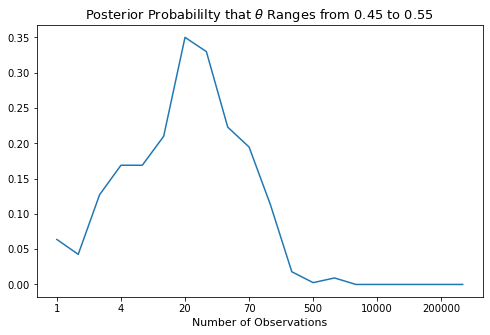 Posterior Probabililty that θ Ranges from 0.45 to 0.55
0.35
0.30
0.25
0.20
0.15
0.10
0.05
0.00
1 4 20 70 500 10000 200000
Number of Observations